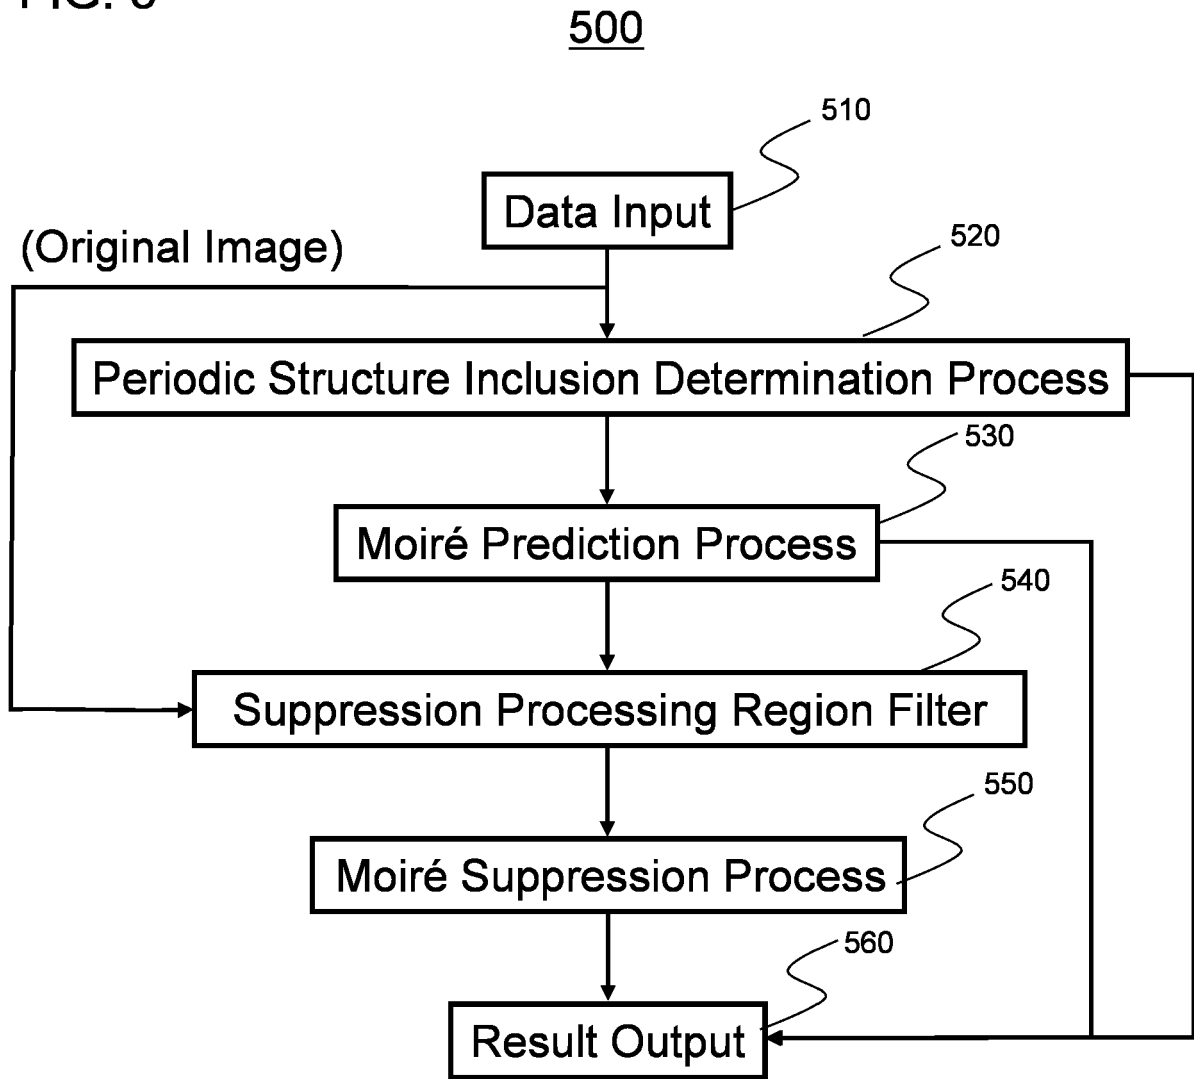 500
510
Data Input
(Original Image)
520
Periodic Structure Inclusion Determination Process
530
Moiré Prediction Process
540
Suppression Processing Region Filter
550
Moiré Suppression Process
560
Result Output